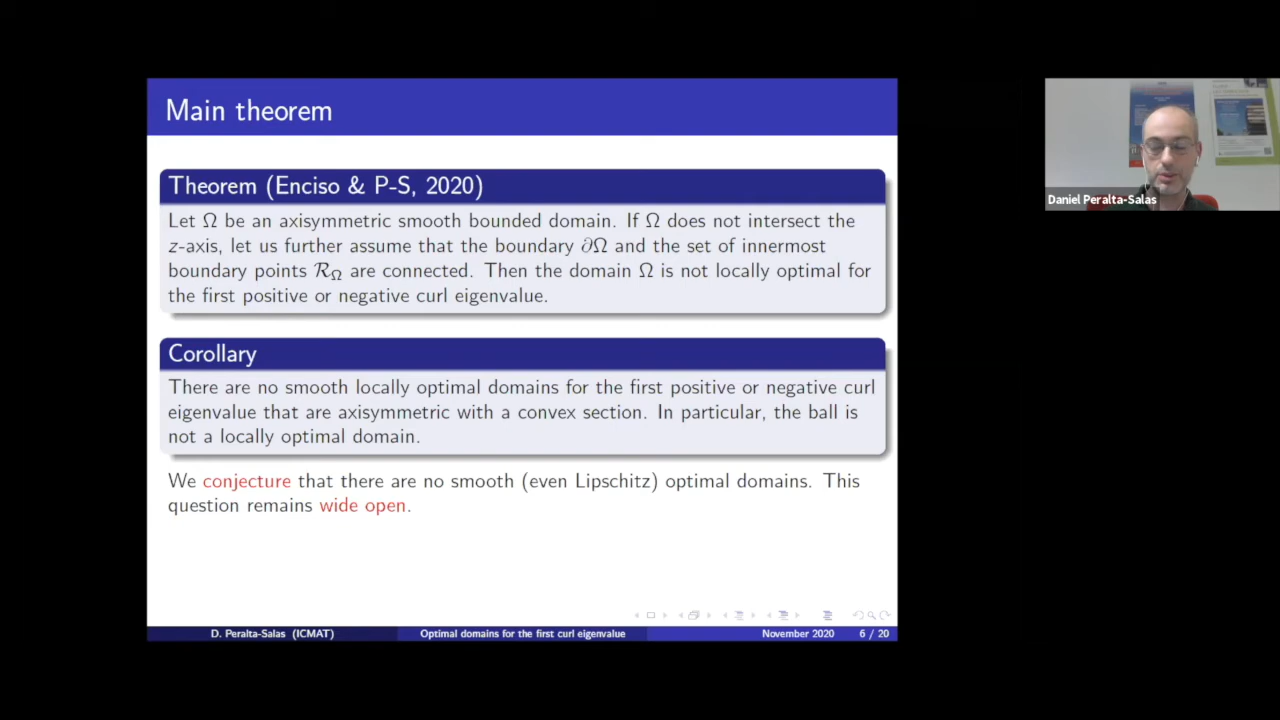 Main theorem
Theorem (Enciso & P-S, 2020)
Let Ω be an axisymmetric smooth bounded domain. If Ω does not intersect the
z-axis, let us further assume that the boundary ∂Ω and the set of innermost
boundary points ℛ_Ω are connected. Then the domain Ω is not locally optimal for
the first positive or negative curl eigenvalue.
Corollary
There are no smooth locally optimal domains for the first positive or negative curl
eigenvalue that are axisymmetric with a convex section. In particular, the ball is
not a locally optimal domain.
We conjecture that there are no smooth (even Lipschitz) optimal domains. This
question remains wide open.
D. Peralta-Salas (ICMAT) Optimal domains for the first curl eigenvalue November 2020 6 / 20
Daniel Peralta-Salas